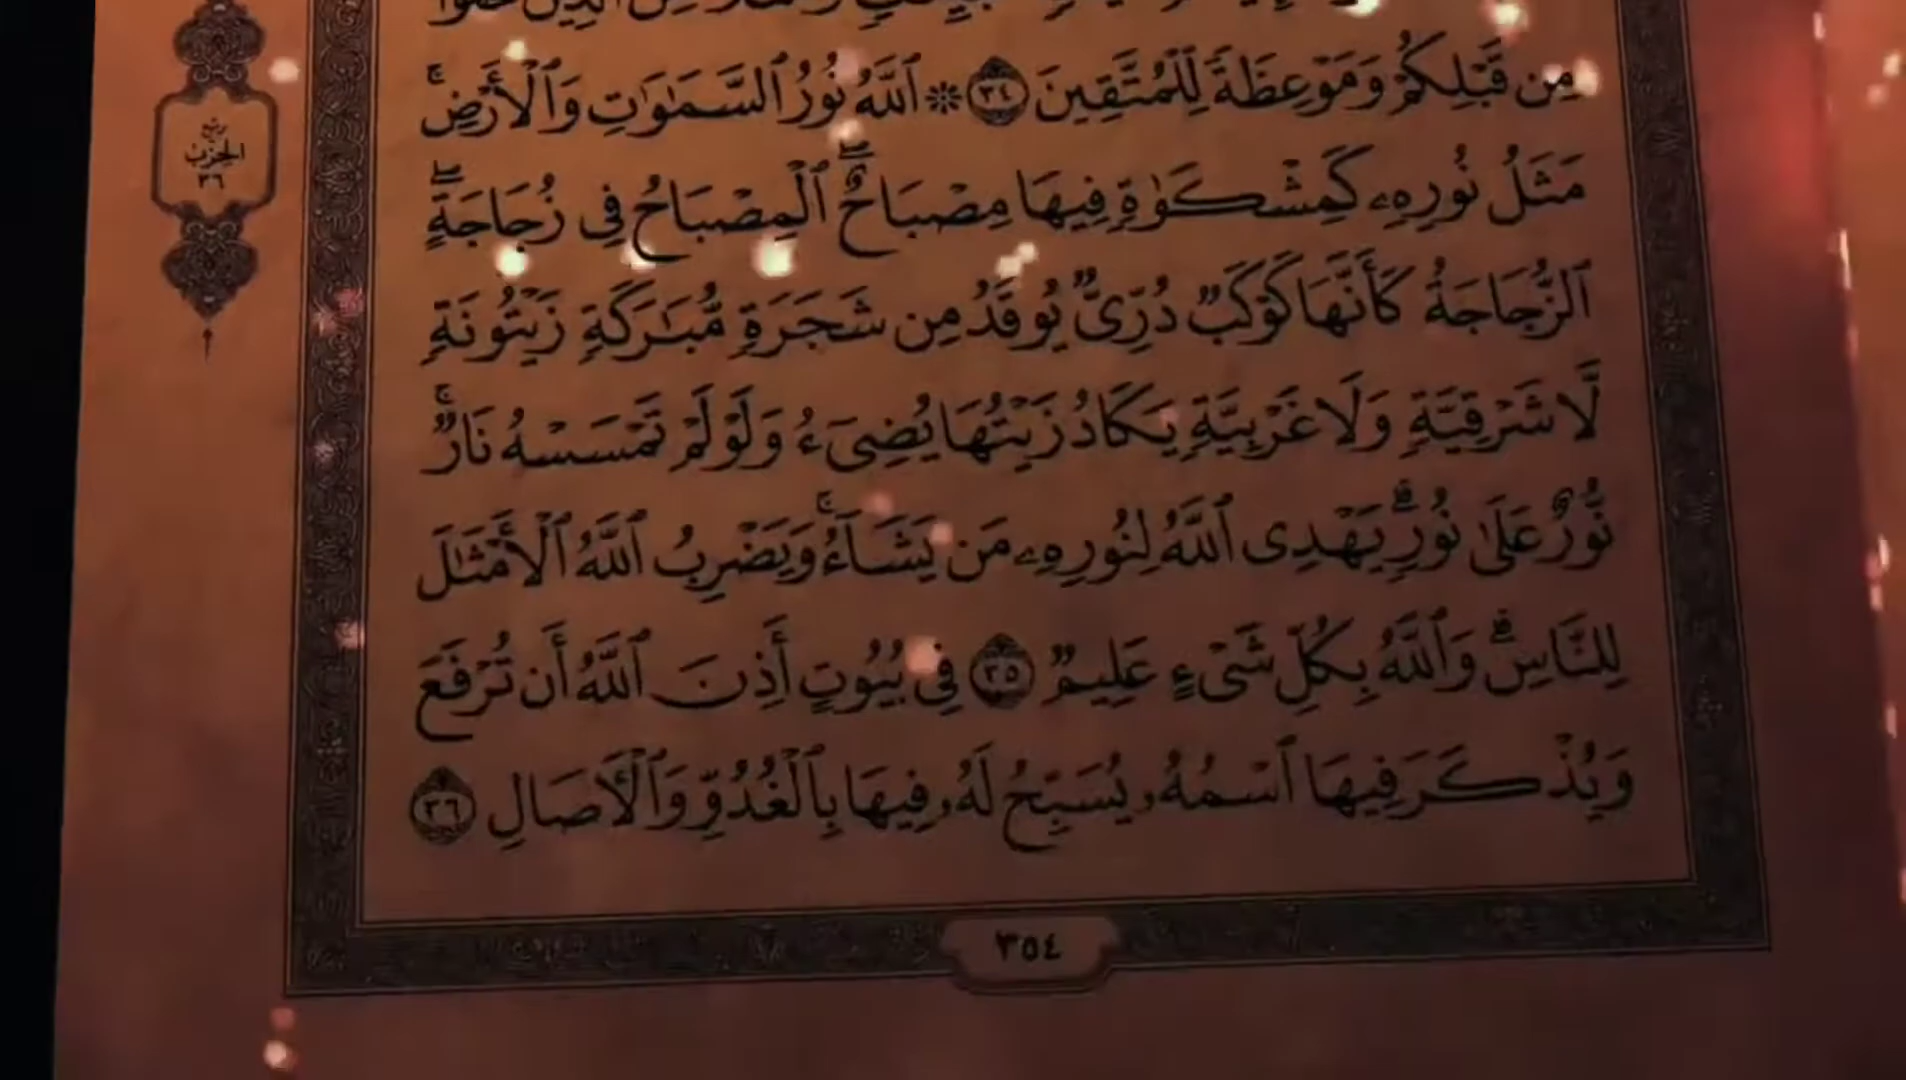 مِن قَبْلِكُمْ وَمَوْعِظَةً لِّلْمُتَّقِينَ ٣٤ ۞ ٱللَّهُ نُورُ ٱلسَّمَٰوَٰتِ وَٱلْأَرْضِۚ
مَثَلُ نُورِهِۦ كَمِشْكَوٰةٍ فِيهَا مِصْبَاحٌۖ ٱلْمِصْبَاحُ فِى زُجَاجَةٍۖ
ٱلزُّجَاجَةُ كَأَنَّهَا كَوْكَبٌ دُرِّىٌّ يُوقَدُ مِن شَجَرَةٍ مُّبَٰرَكَةٍ زَيْتُونَةٍ
لَّا شَرْقِيَّةٍ وَلَا غَرْبِيَّةٍ يَكَادُ زَيْتُهَا يُضِىٓءُ وَلَوْ لَمْ تَمْسَسْهُ نَارٌۚ
نُّورٌ عَلَىٰ نُورٍۗ يَهْدِى ٱللَّهُ لِنُورِهِۦ مَن يَشَآءُۚ وَيَضْرِبُ ٱللَّهُ ٱلْأَمْثَٰلَ
لِلنَّاسِۗ وَٱللَّهُ بِكُلِّ شَىْءٍ عَلِيمٌ ٣٥ فِى بُيُوتٍ أَذِنَ ٱللَّهُ أَن تُرْفَعَ
وَيُذْكَرَ فِيهَا ٱسْمُهُۥ يُسَبِّحُ لَهُۥ فِيهَا بِٱلْغُدُوِّ وَٱلْءَاصَالِ ٣٦
ربع
الحزب
٣٦
٣٥٤